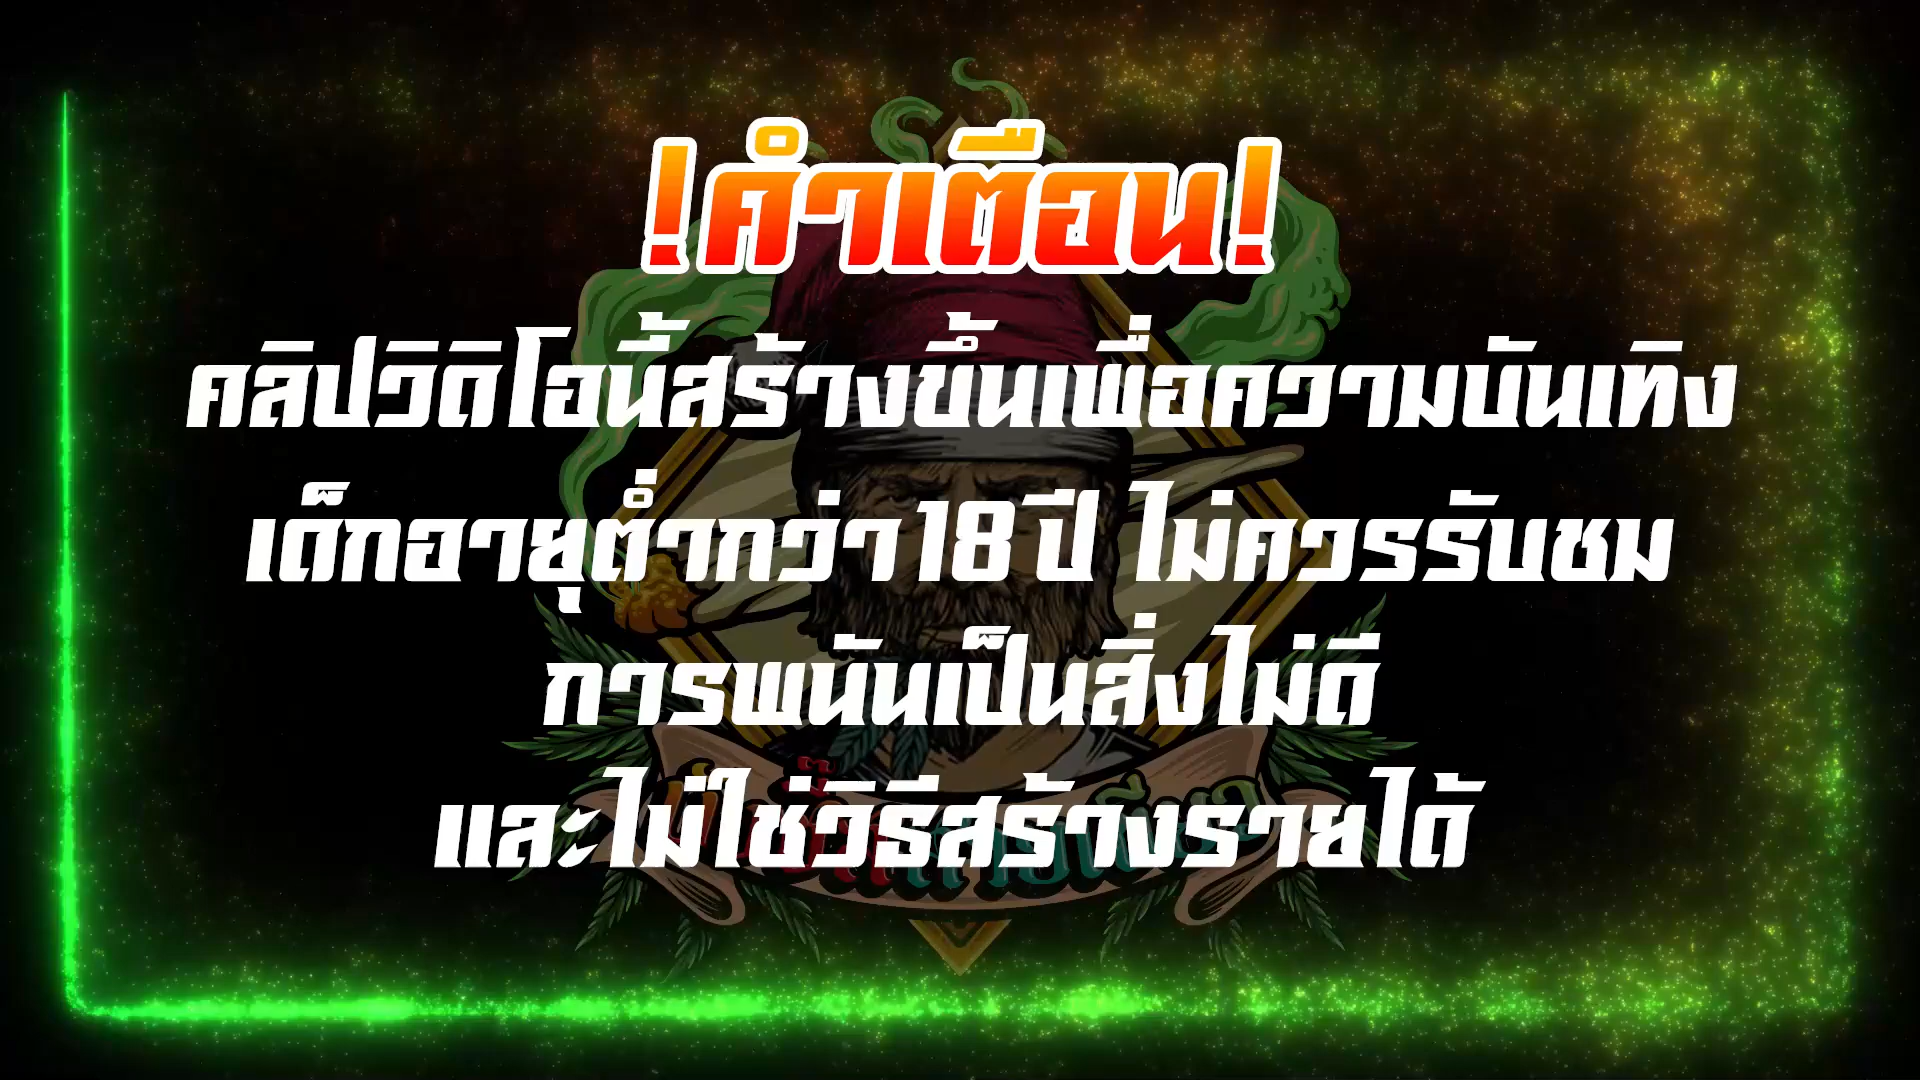 !คำเตือน!
คลิปวิดิโอนี้สร้างขึ้นเพื่อความบันเทิง
เด็กอายุต่ำกว่า 18 ปี ไม่ควรรับชม
การพนันเป็นสิ่งไม่ดี
และไม่ใช่วิธีสร้างรายได้